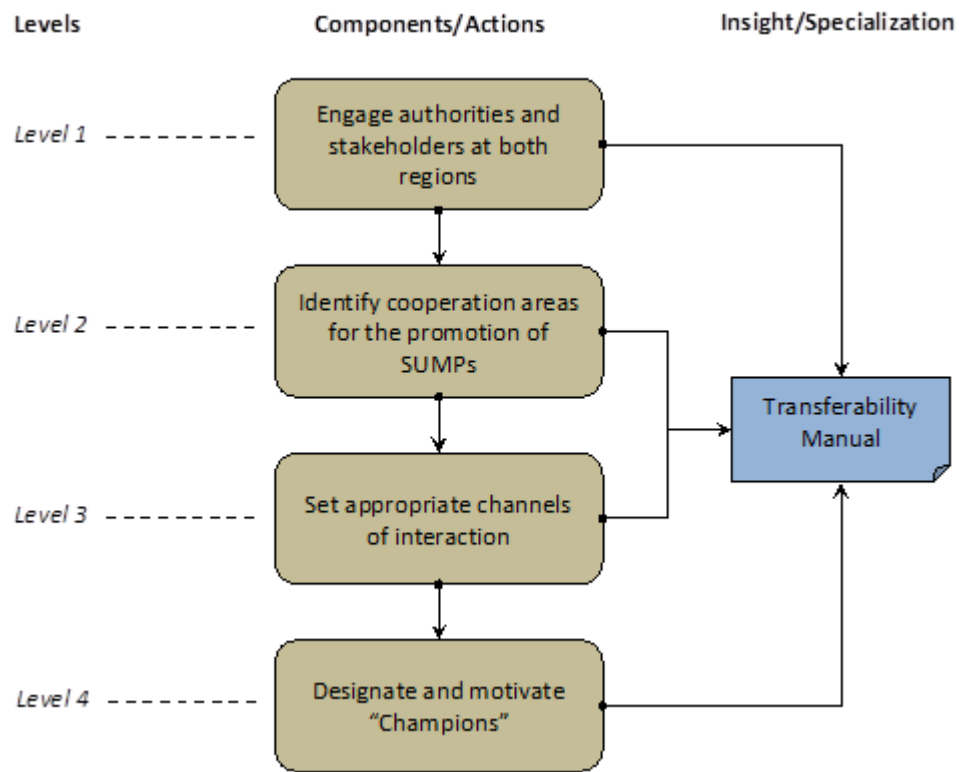 Levels
Components/Actions
Insight/Specialization
Level 1
Engage authorities and
stakeholders at both
regions
Level 2
Identify cooperation areas
for the promotion of
SUMPs
Transferability
Manual
Level 3
Set appropriate channels
of interaction
Level 4
Designate and motivate
“Champions”